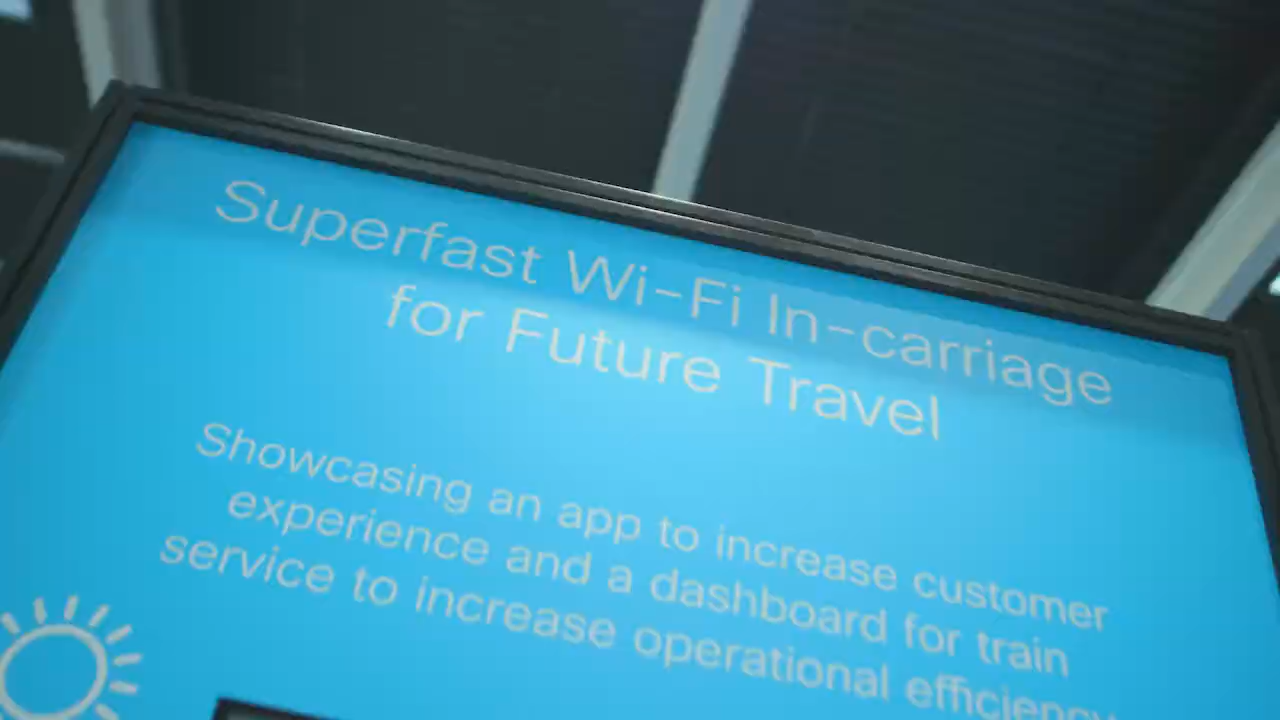 Superfast Wi-Fi In-carriage
for Future Travel
Showcasing an app to increase customer
experience and a dashboard for train
service to increase operational efficiency